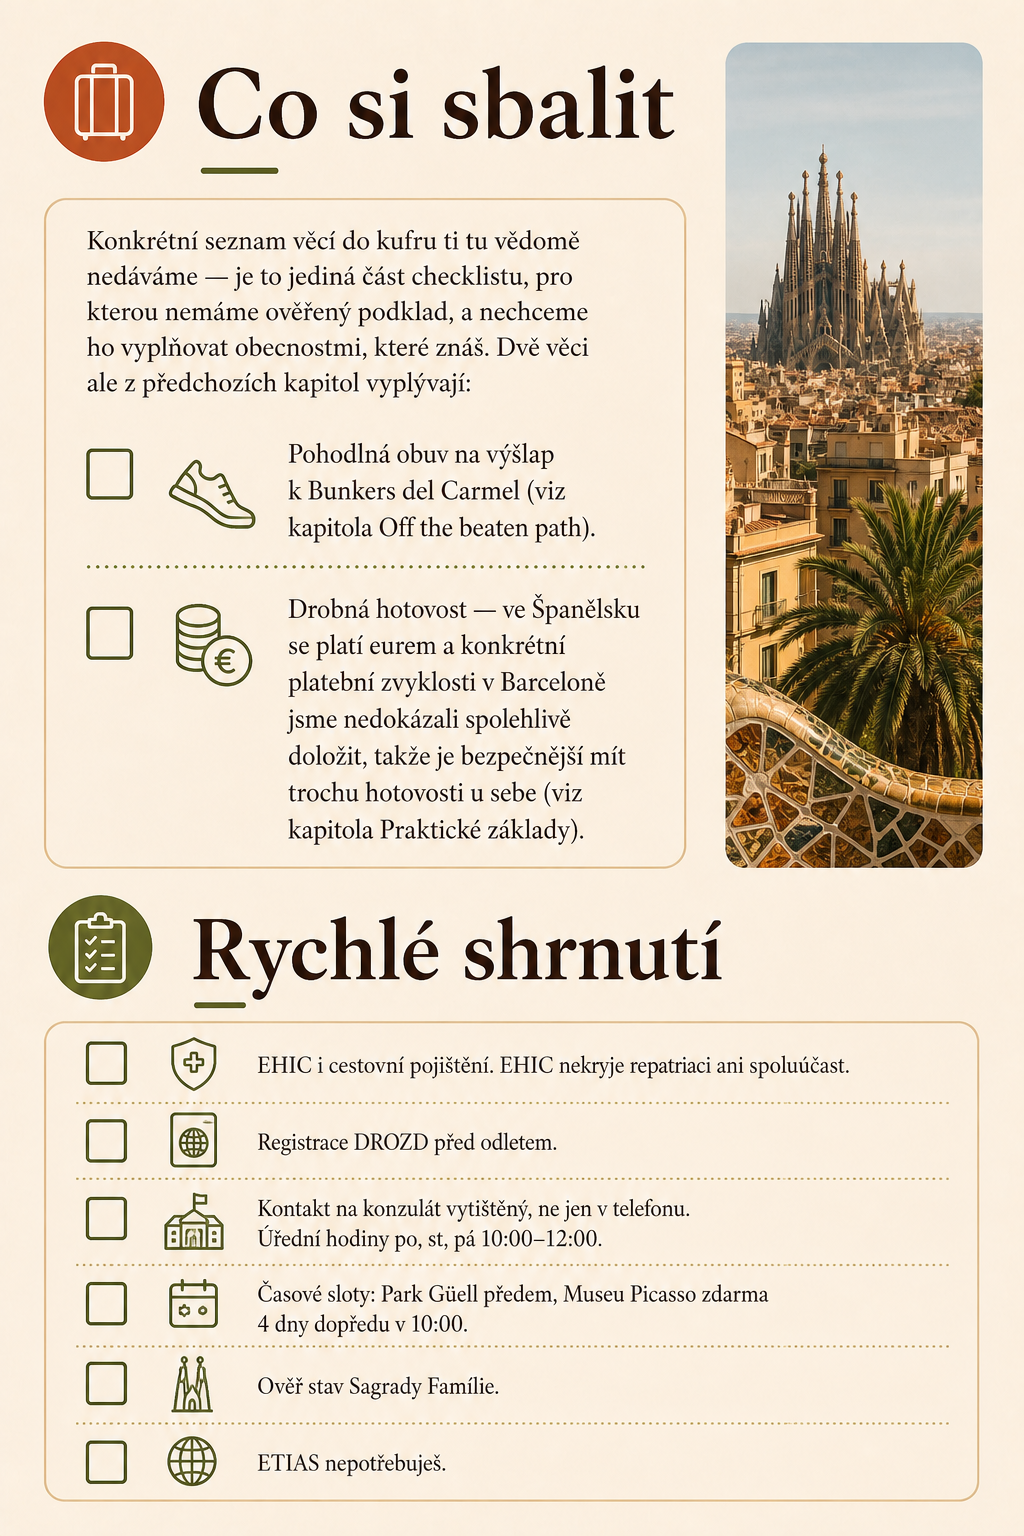 Co si sbalit
Konkrétní seznam věcí do kufru ti tu vědomě
nedáváme — je to jediná část checklistu, pro
kterou nemáme ověřený podklad, a nechceme
ho vyplňovat obecnostmi, které znáš. Dvě věci
ale z předchozích kapitol vyplývají:
Pohodlná obuv na výšlap
k Bunkers del Carmel (viz
kapitola Off the beaten path).
Drobná hotovost — ve Španělsku
se platí eurem a konkrétní
platební zvyklosti v Barceloně
jsme nedokázali spolehlivě
doložit, takže je bezpečnější mít
trochu hotovosti u sebe (viz
kapitola Praktické základy).
Rychlé shrnutí
EHIC i cestovní pojištění. EHIC nekryje repatriaci ani spoluúčast.
Registrace DROZD před odletem.
Kontakt na konzulát vytištěný, ne jen v telefonu.
Úřední hodiny po, st, pá 10:00–12:00.
Časové sloty: Park Güell předem, Museu Picasso zdarma
4 dny dopředu v 10:00.
Ověř stav Sagrady Famílie.
ETIAS nepotřebuješ.